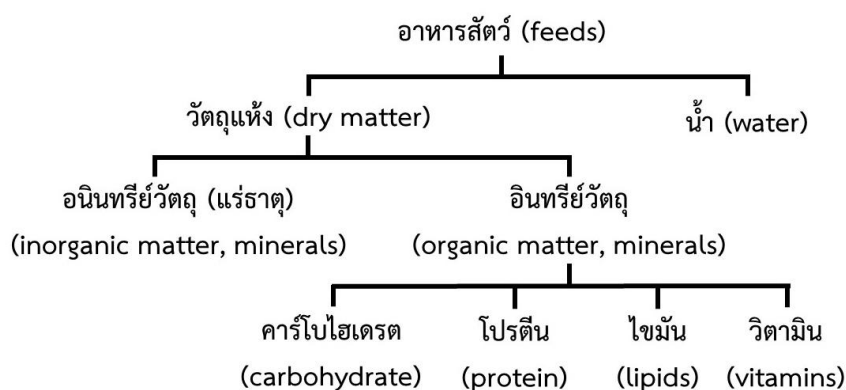 อาหารสัตว์ (feeds)
วัตถุแห้ง (dry matter)
น้ำ (water)
อนินทรีย์วัตถุ (แร่ธาตุ)
(inorganic matter, minerals)
อินทรีย์วัตถุ
(organic matter, minerals)
คาร์โบไฮเดรต
(carbohydrate)
โปรตีน
(protein)
ไขมัน
(lipids)
วิตามิน
(vitamins)